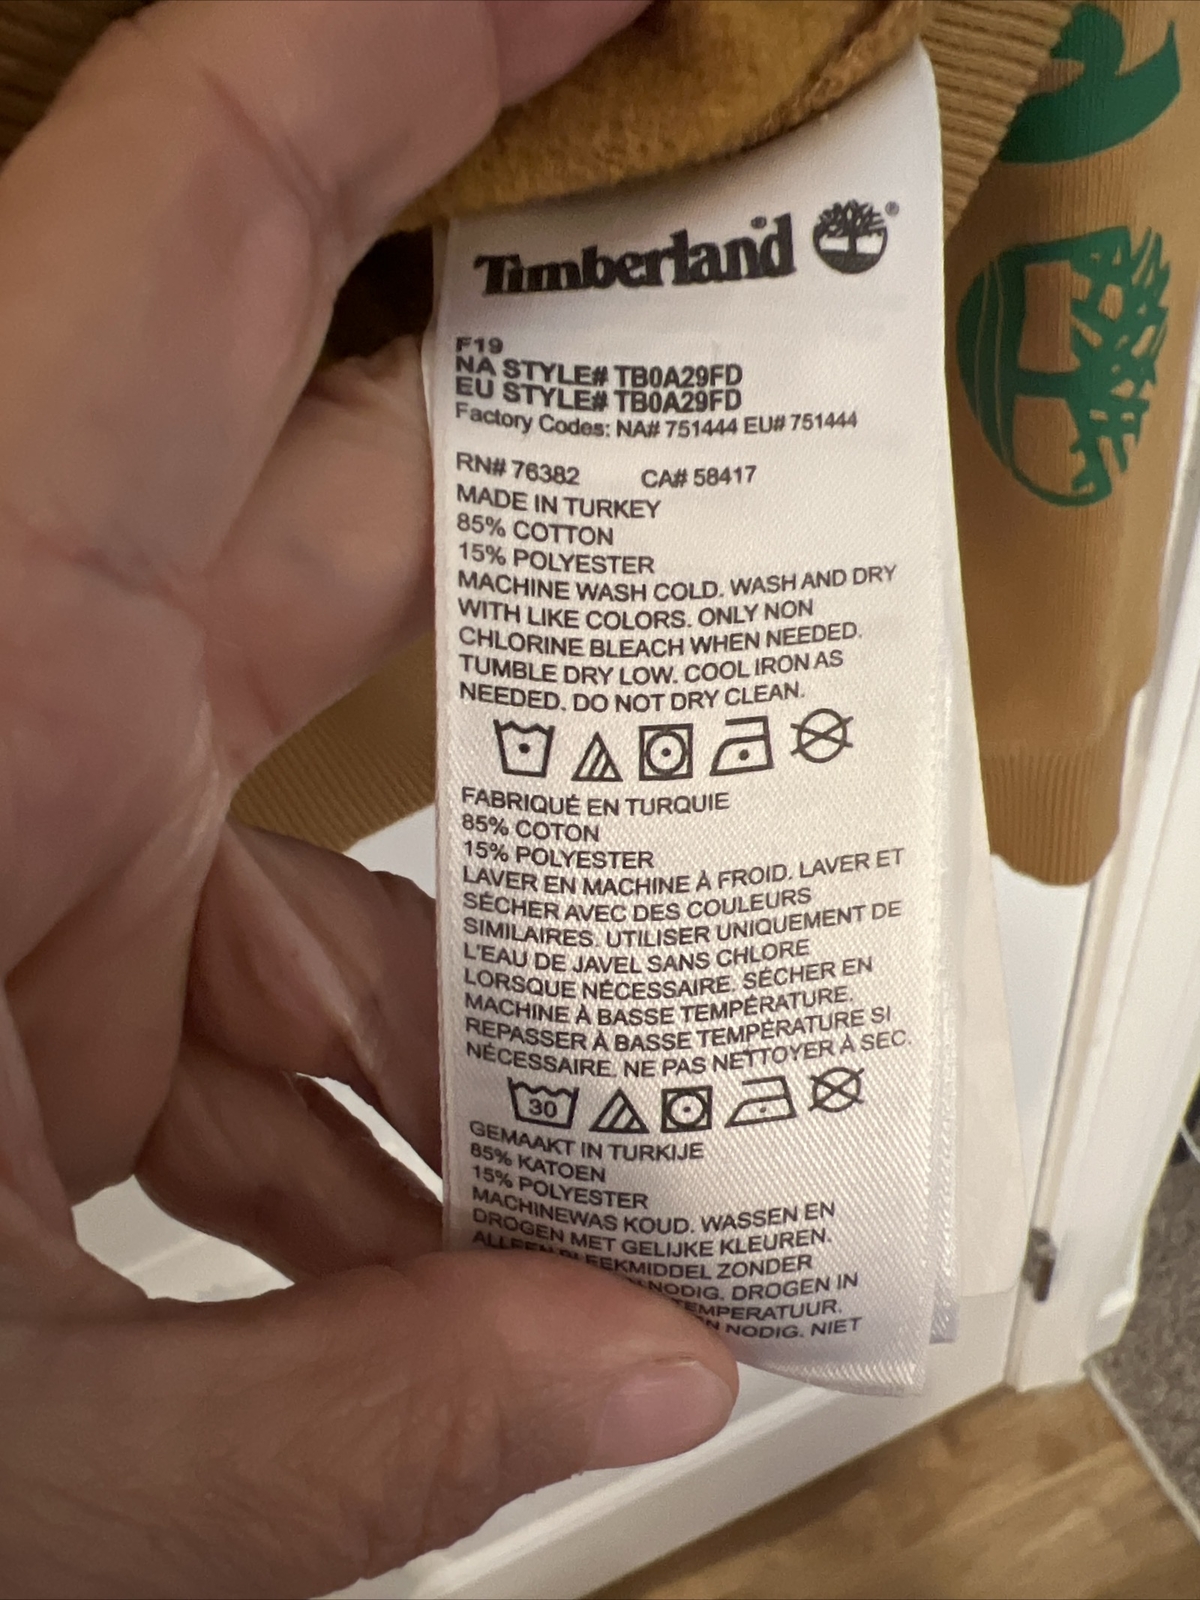 Timberland® ®
F19
NA STYLE# TB0A29FD
EU STYLE# TB0A29FD
Factory Codes: NA# 751444 EU# 751444
RN# 76382 CA# 58417
MADE IN TURKEY
85% COTTON
15% POLYESTER
MACHINE WASH COLD. WASH AND DRY
WITH LIKE COLORS. ONLY NON
CHLORINE BLEACH WHEN NEEDED.
TUMBLE DRY LOW. COOL IRON AS
NEEDED. DO NOT DRY CLEAN.
FABRIQUÉ EN TURQUIE
85% COTON
15% POLYESTER
LAVER EN MACHINE À FROID. LAVER ET
SÉCHER AVEC DES COULEURS
SIMILAIRES. UTILISER UNIQUEMENT DE
L'EAU DE JAVEL SANS CHLORE
LORSQUE NÉCESSAIRE. SÉCHER EN
MACHINE À BASSE TEMPÉRATURE.
REPASSER À BASSE TEMPÉRATURE SI
NÉCESSAIRE. NE PAS NETTOYER À SEC.
30
GEMAAKT IN TURKIJE
85% KATOEN
15% POLYESTER
MACHINEWAS KOUD. WASSEN EN
DROGEN MET GELIJKE KLEUREN.
ALLEEN BLEEKMIDDEL ZONDER
NODIG. DROGEN IN
TEMPERATUUR.
NODIG. NIET